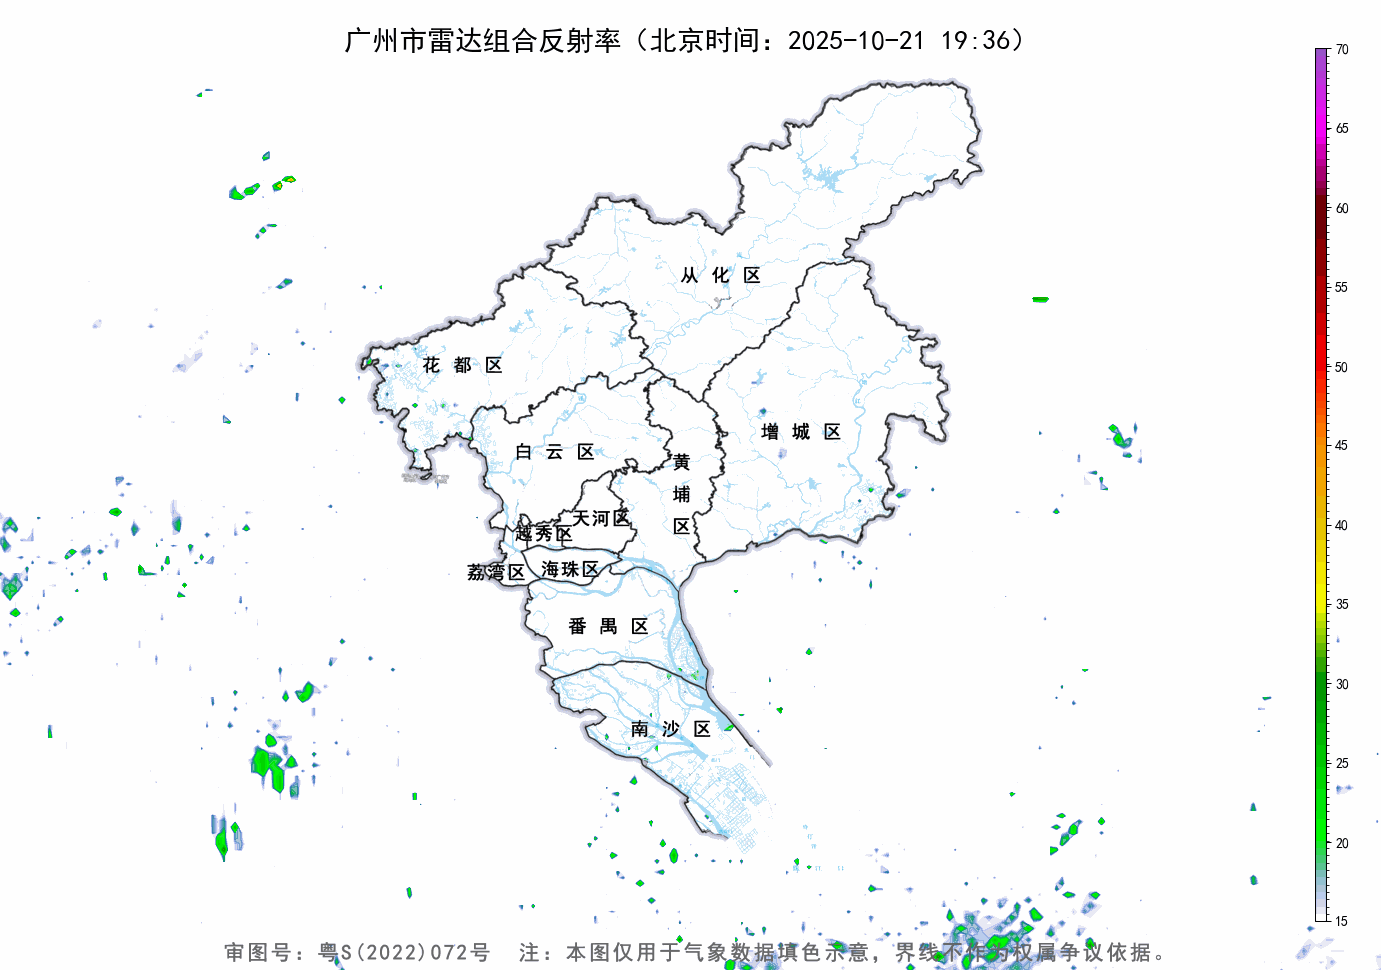 广州市雷达组合反射率（北京时间：2025-10-21 19:36）
70
65
60
55
50
45
40
35
30
25
20
15
从化区
花都区
增城区
白云区
黄埔区
天河区
越秀区
海珠区
荔湾区
番禺区
南沙区
审图号：粤S(2022)072号 注：本图仅用于气象数据填色示意，界线不作为权属争议依据。